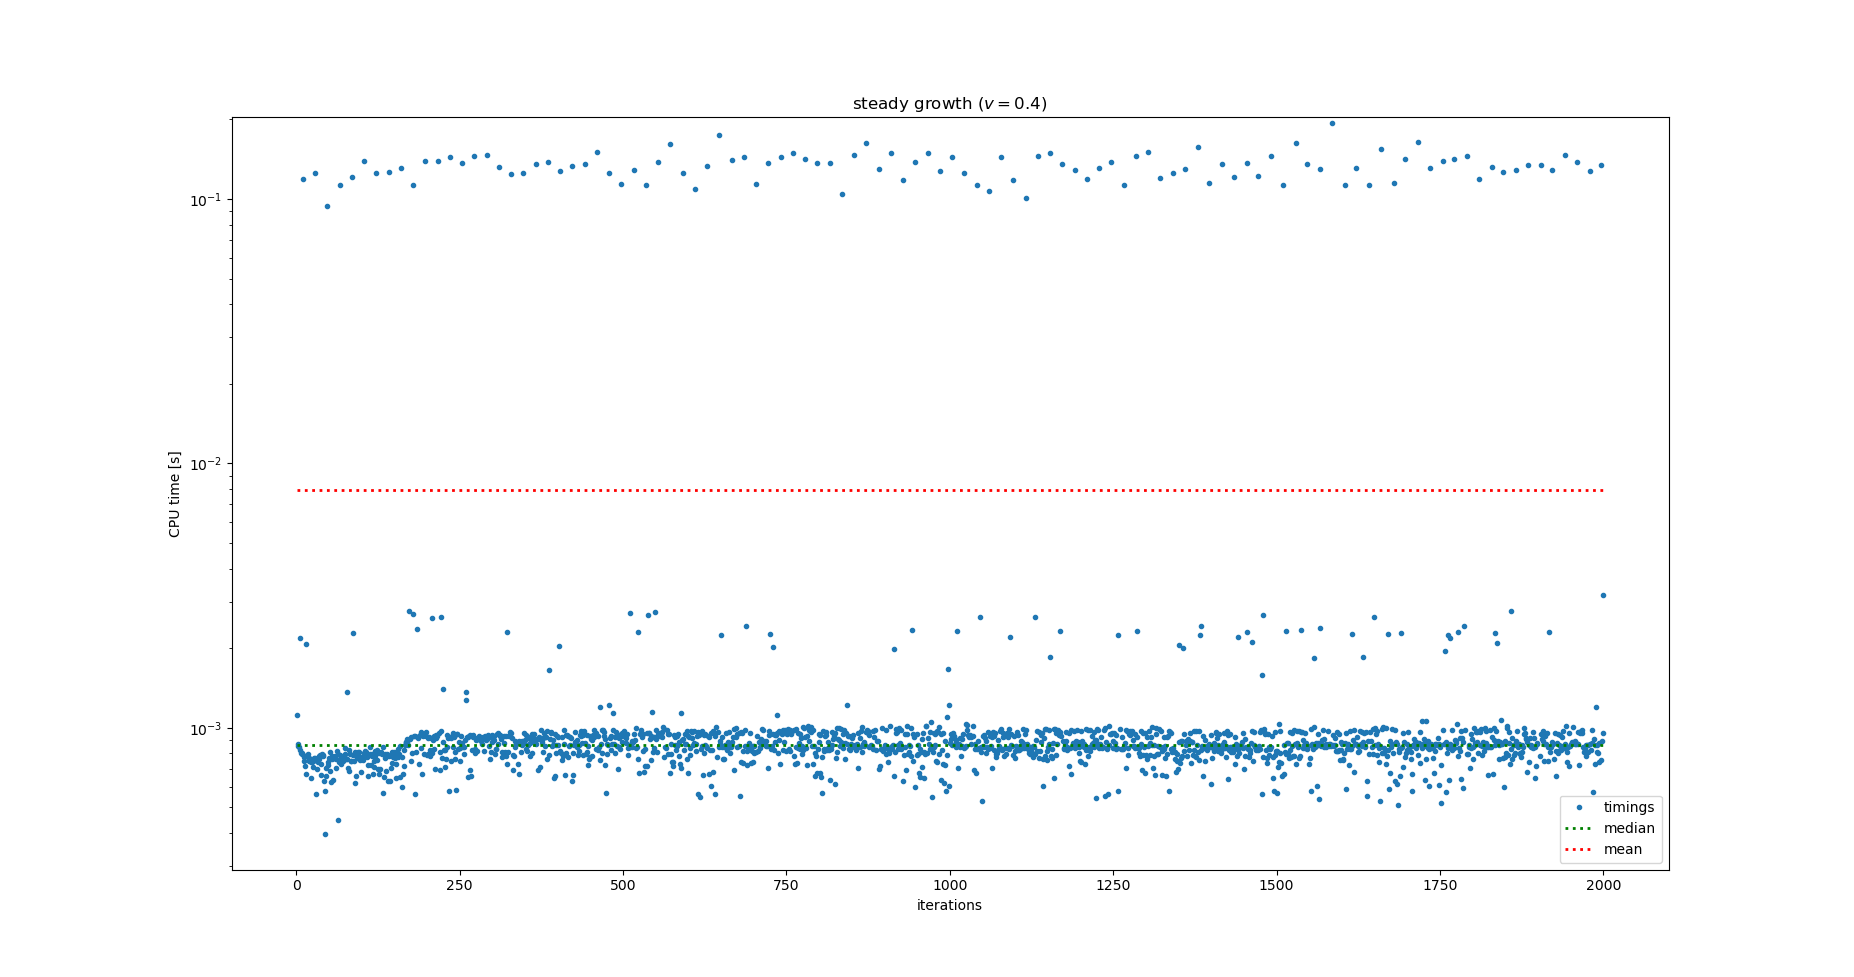 steady growth (v = 0.4)
CPU time [s]
10⁻¹
10⁻²
10⁻³
0 250 500 750 1000 1250 1500 1750 2000
iterations
timings
median
mean